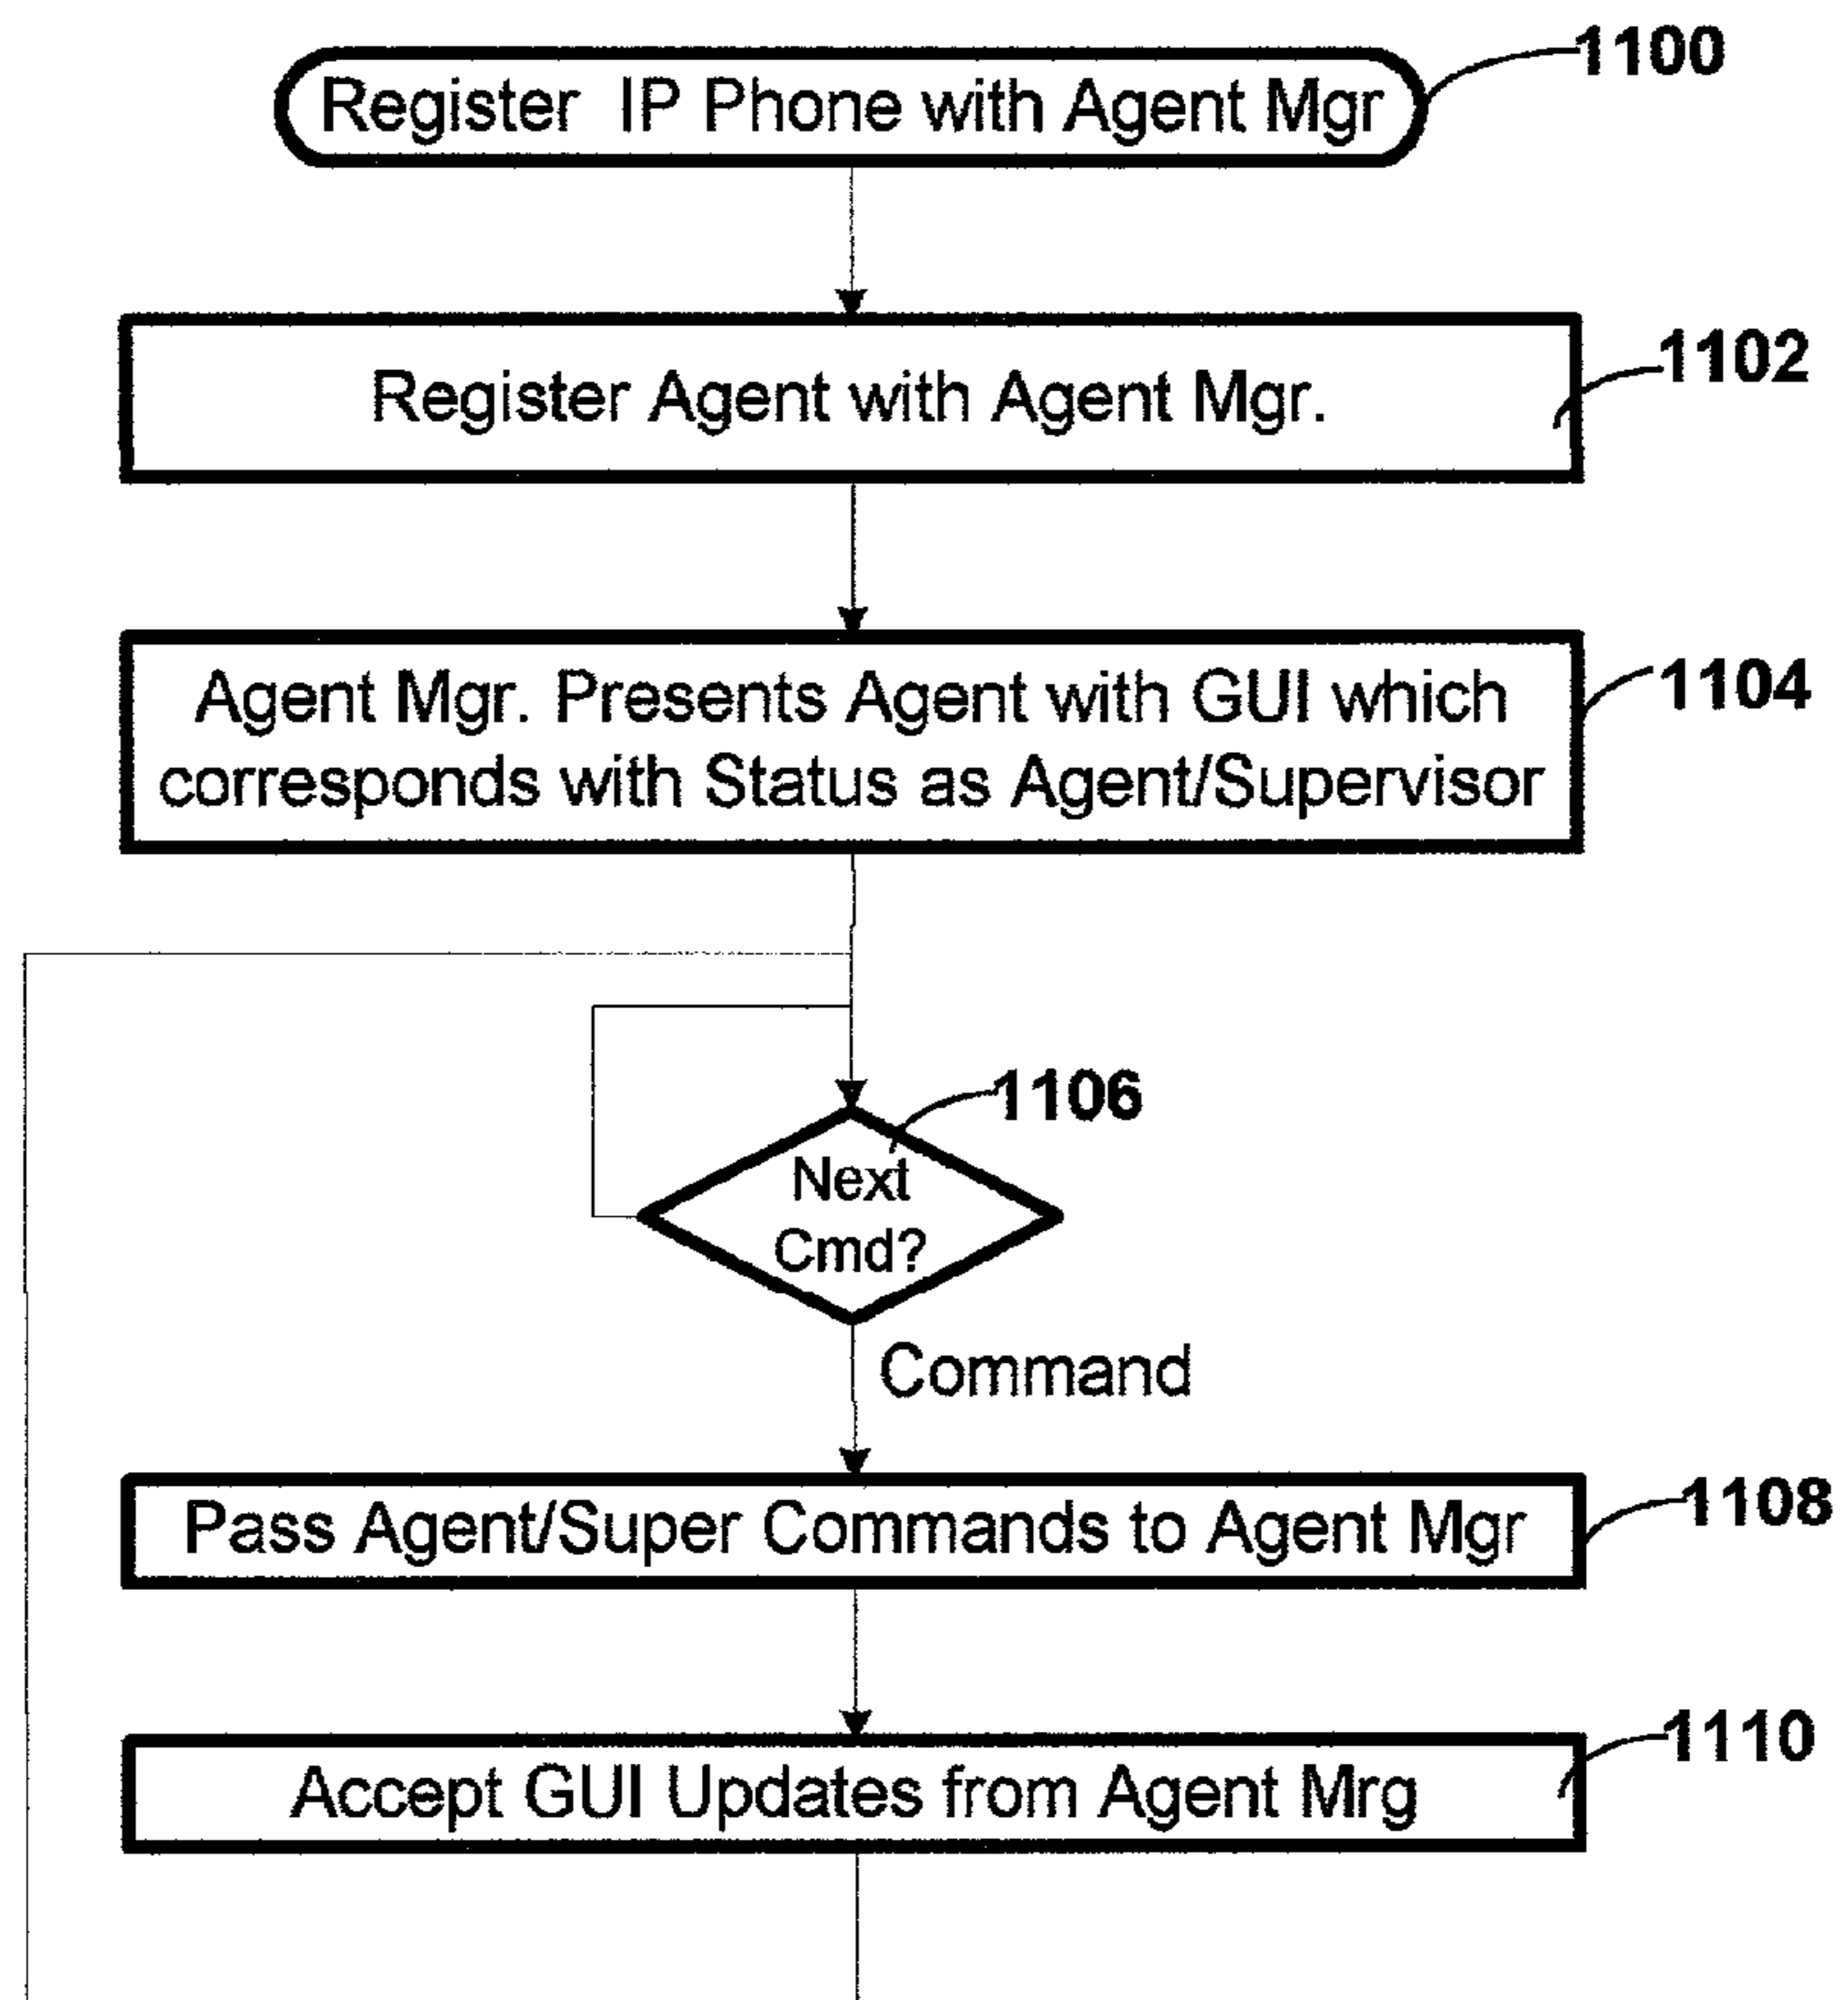 1100
Register IP Phone with Agent Mgr
1102
Register Agent with Agent Mgr.
1104
Agent Mgr. Presents Agent with GUI which
corresponds with Status as Agent/Supervisor
1106
Next
Cmd?
Command
1108
Pass Agent/Super Commands to Agent Mgr
1110
Accept GUI Updates from Agent Mrg